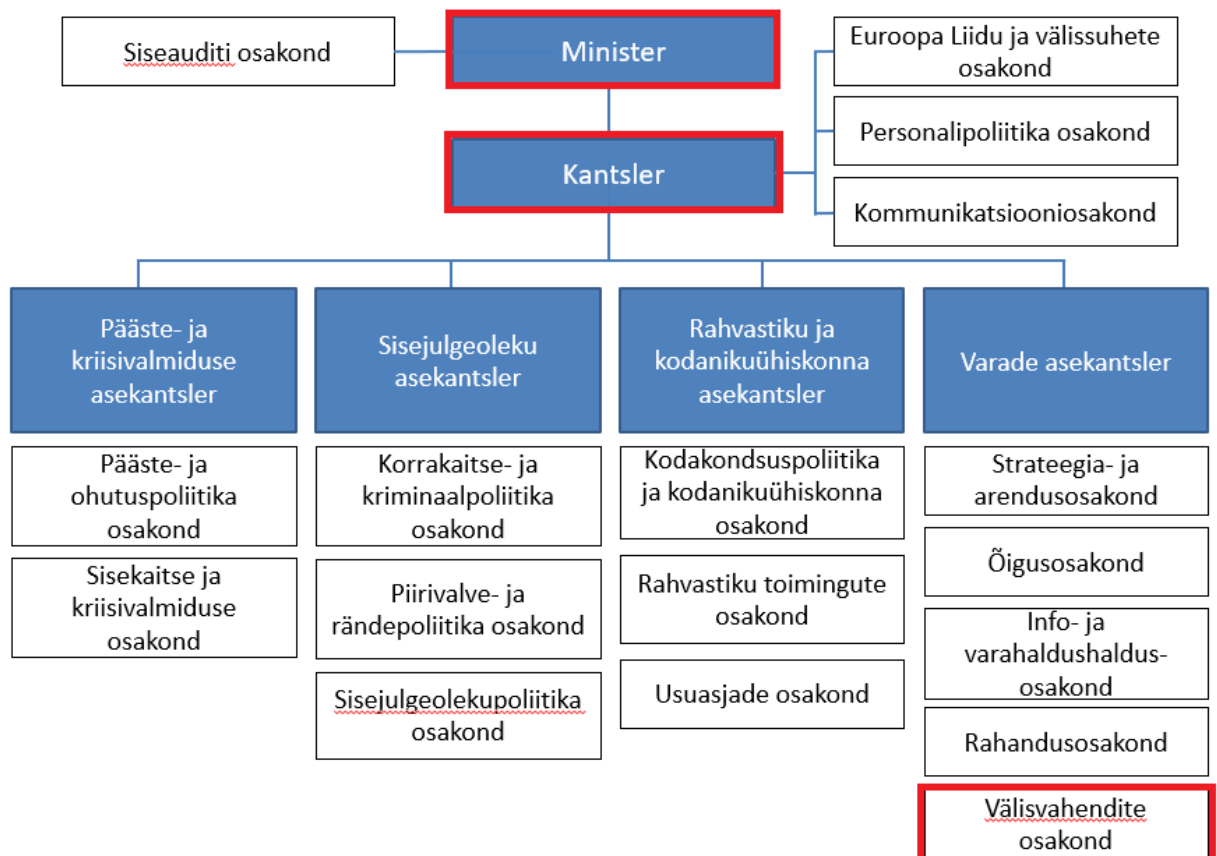 Siseauditi osakond
Minister
Euroopa Liidu ja välissuhete
osakond
Personalipoliitika osakond
Kantsler
Kommunikatsiooniosakond
Pääste- ja
kriisivalmiduse
asekantsler
Sisejulgeoleku
asekantsler
Rahvastiku ja
kodanikuühiskonna
asekantsler
Varade asekantsler
Pääste- ja
ohutuspoliitika
osakond
Sisekaitse ja
kriisivalmiduse
osakond
Korrakaitse- ja
kriminaalpoliitika
osakond
Piirivalve- ja
rändepoliitika osakond
Sisejulgeolekupoliitika
osakond
Kodakondsuspoliitika
ja kodanikuühiskonna
osakond
Rahvastiku toimingute
osakond
Usuasjade osakond
Strateegia- ja
arendusosakond
Õigusosakond
Info- ja
varahaldushaldus-
osakond
Rahandusosakond
Välisvahendite
osakond